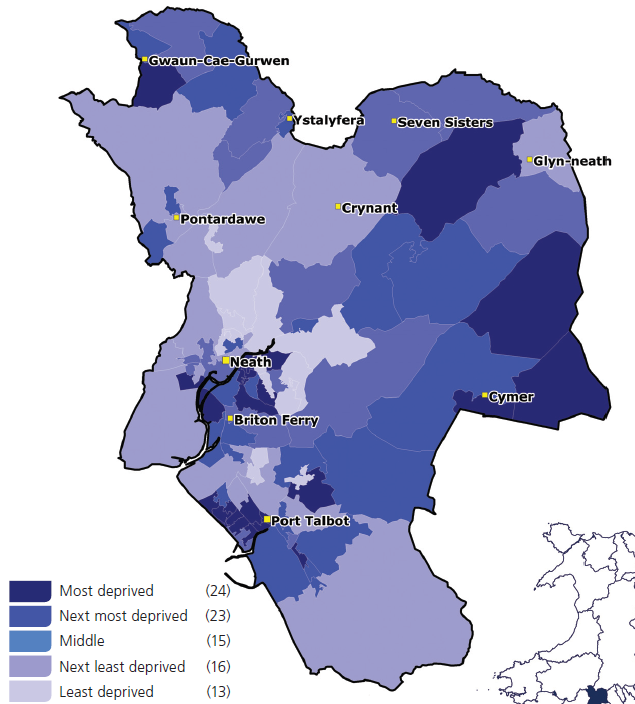 Gwaun-Cae-Gurwen
Ystalyfera
Seven Sisters
Glyn-neath
Crynant
Pontardawe
Neath
Cymer
Briton Ferry
Port Talbot
Most deprived (24)
Next most deprived (23)
Middle (15)
Next least deprived (16)
Least deprived (13)